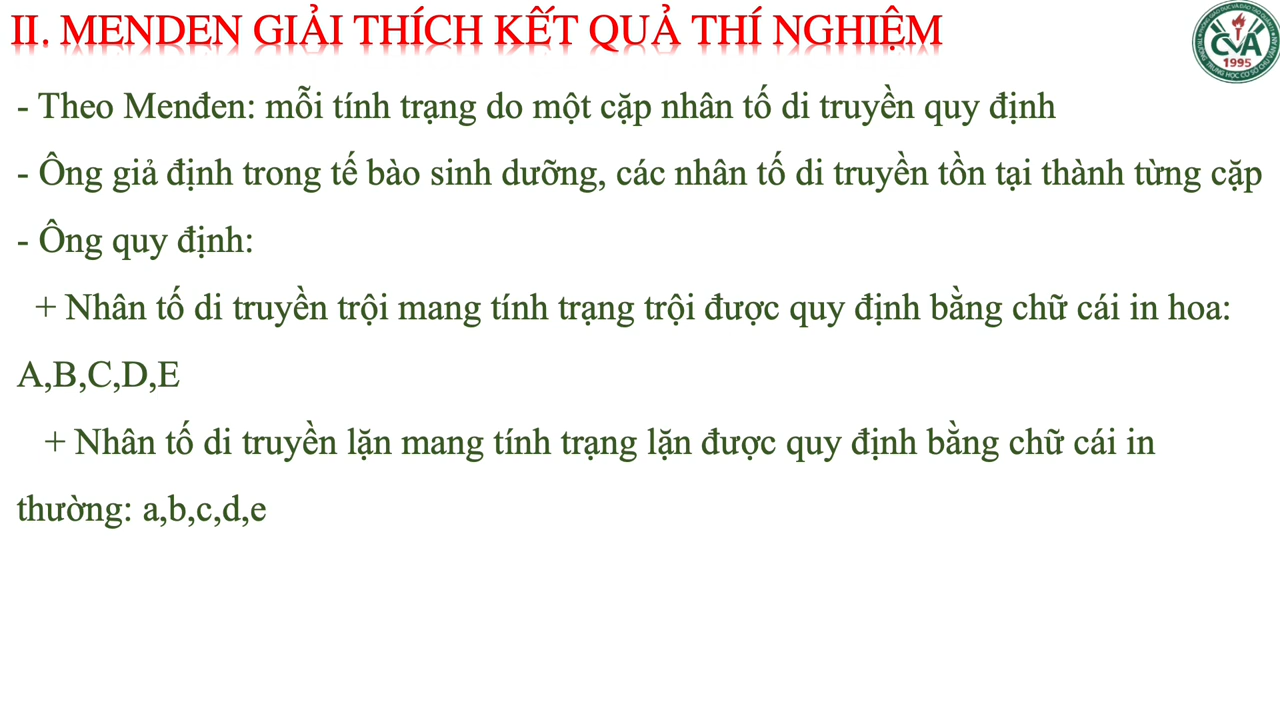 II. MENDEN GIẢI THÍCH KẾT QUẢ THÍ NGHIỆM
CVA
1995
- Theo Menđen: mỗi tính trạng do một cặp nhân tố di truyền quy định
- Ông giả định trong tế bào sinh dưỡng, các nhân tố di truyền tồn tại thành từng cặp
- Ông quy định:
+ Nhân tố di truyền trội mang tính trạng trội được quy định bằng chữ cái in hoa:
A,B,C,D,E
+ Nhân tố di truyền lặn mang tính trạng lặn được quy định bằng chữ cái in
thường: a,b,c,d,e